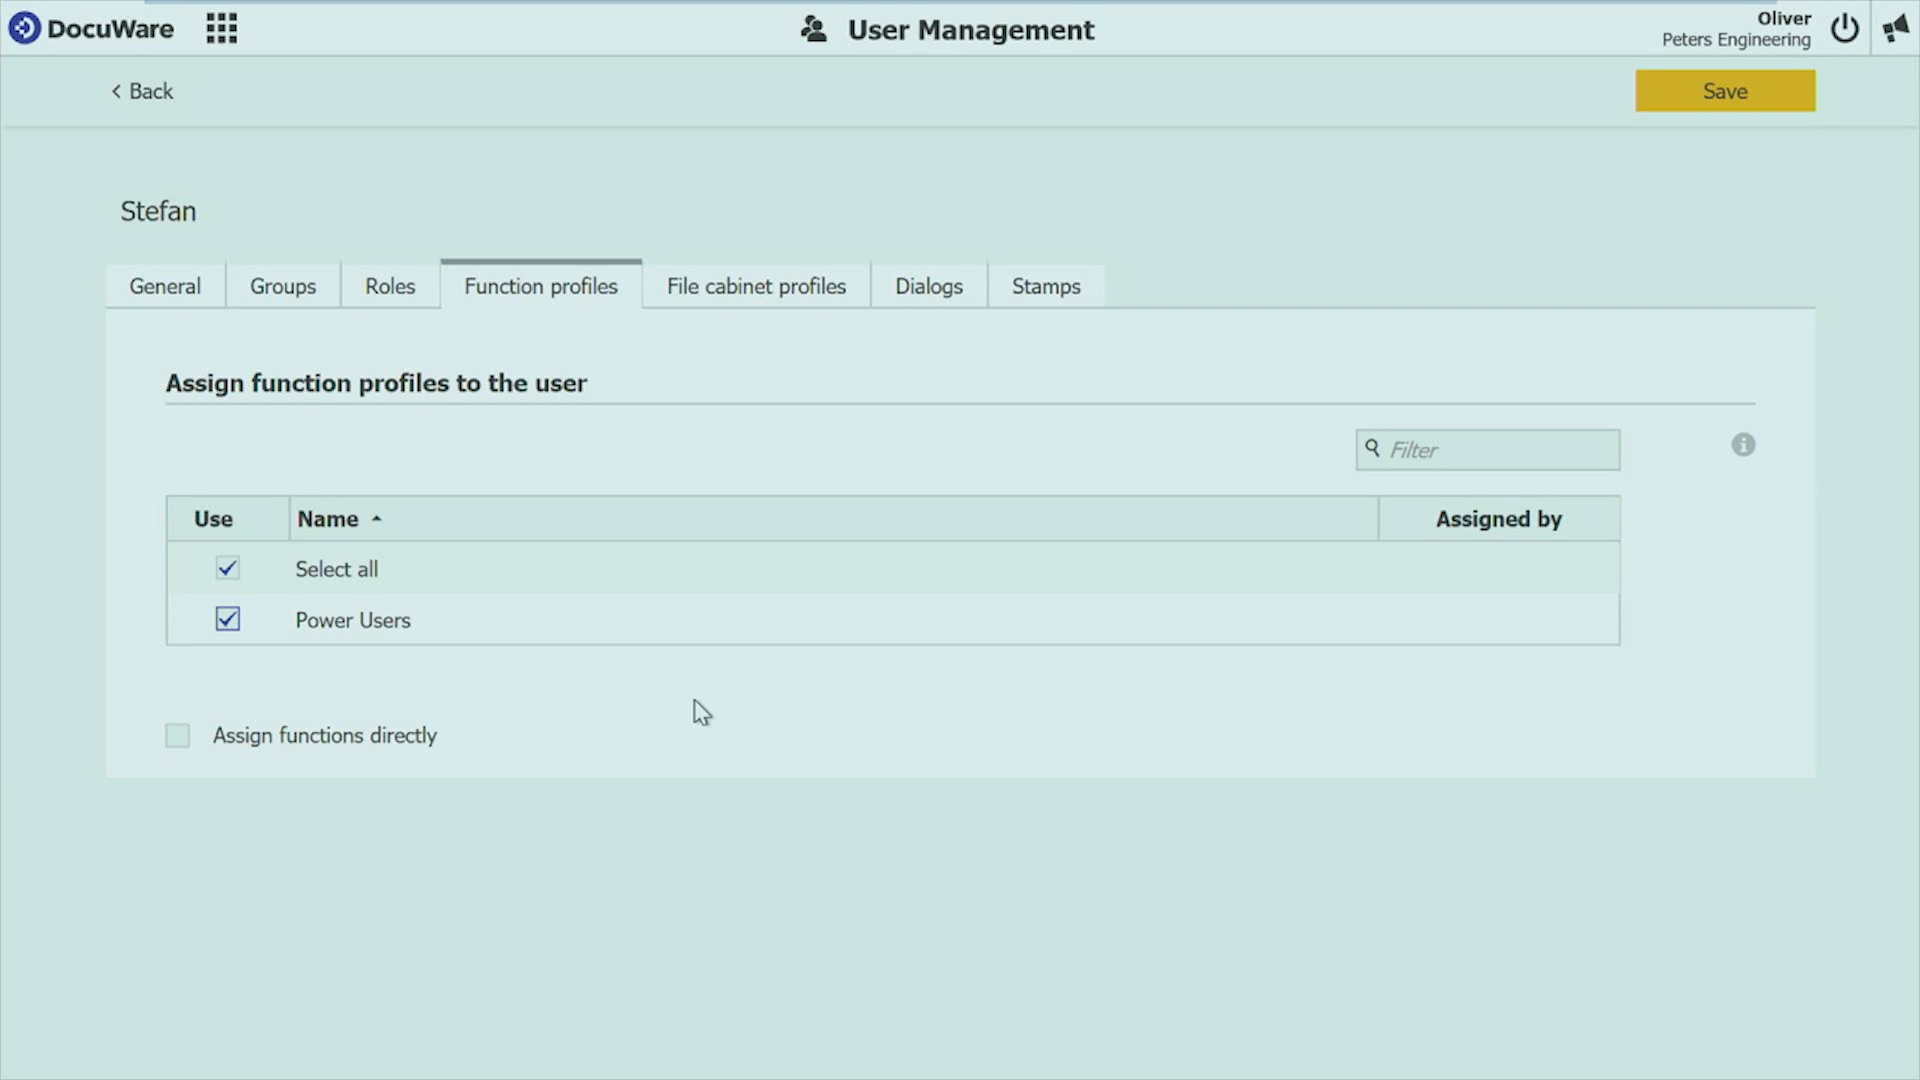 DocuWare
User Management
Oliver
Peters Engineering
Back
Save
Stefan
General
Groups
Roles
Function profiles
File cabinet profiles
Dialogs
Stamps
Assign function profiles to the user
Filter
Use
Name
Assigned by
Select all
Power Users
Assign functions directly